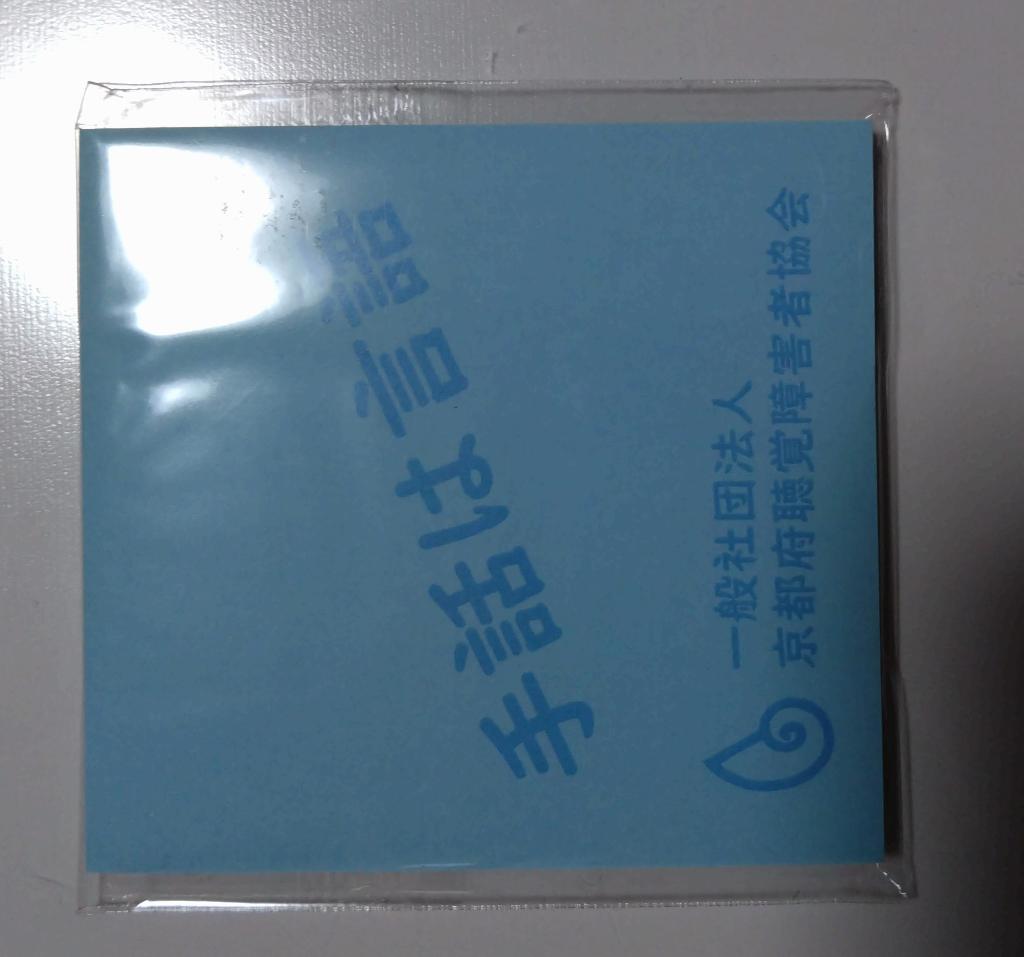 手話は言語
一般社団法人
京都府聴覚障害者協会